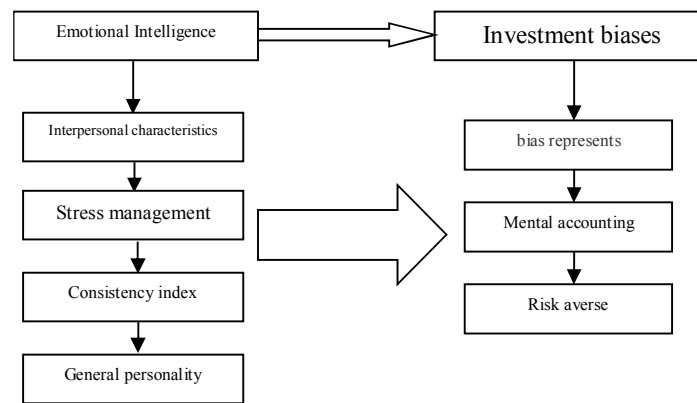 Emotional Intelligence
Interpersonal characteristics
Stress management
Consistency index
General personality
Investment biases
bias represents
Mental accounting
Risk averse